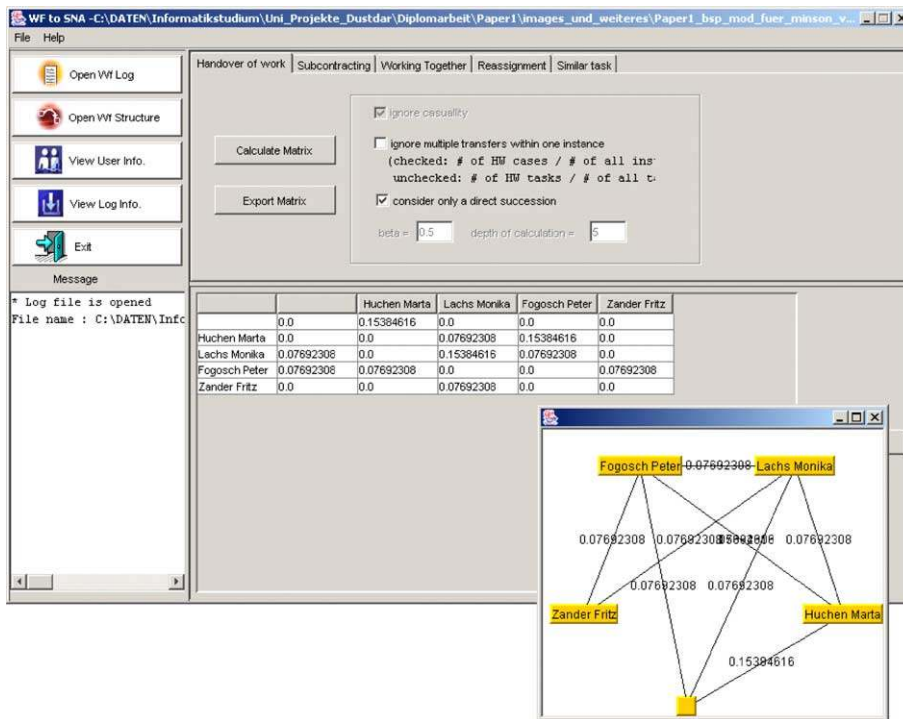 WF to SNA -C:\DATEN\Informatikstudium\Uni_Projekte_Dustdar\Diplomarbeit\Paper1\images_und_weiteres\Paper1_bsp_mod_fuer_minson_v...
File Help
Open Wf Log
Open Wf Structure
View User Info.
View Log Info.
Exit
Message
* Log file is opened
File name : C:\DATEN\Info
Handover of work Subcontracting Working Together Reassignment Similar task
Calculate Matrix
Export Matrix
ignore casuality
ignore multiple transfers within one instance
(checked: # of HW cases / # of all ins
unchecked: # of HW tasks / # of all t
consider only a direct succession
beta = 0.5 depth of calculation = 5
Huchen Marta Lachs Monika Fogosch Peter Zander Fritz
0.0 0.15384616 0.0 0.0 0.0
Huchen Marta 0.0 0.0 0.07692308 0.15384616 0.0
Lachs Monika 0.07692308 0.0 0.15384616 0.07692308 0.0
Fogosch Peter 0.07692308 0.07692308 0.0 0.0 0.07692308
Zander Fritz 0.0 0.0 0.07692308 0.0 0.0
Fogosch Peter 0.07692308 Lachs Monika
0.07692308 0.07692308 0.07692308
0.07692308 0.07692308
Zander Fritz Huchen Marta
0.15384616